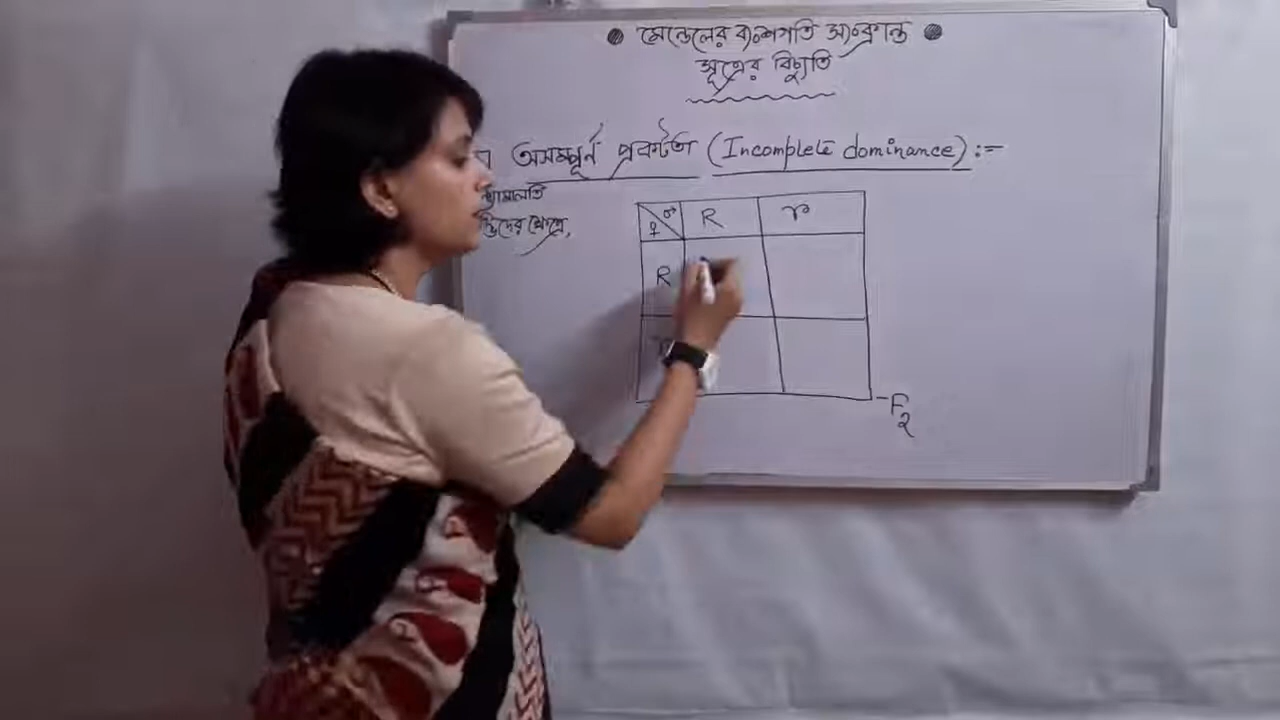 ● মেন্ডেলের বংশগতি সংক্রান্ত ●
সূত্রের বিচ্যুতি
অসম্পূর্ন প্রকটতা (Incomplete dominance) :-
ক্ষেত্রে,
♂ R r
♀
R
r
-F₂